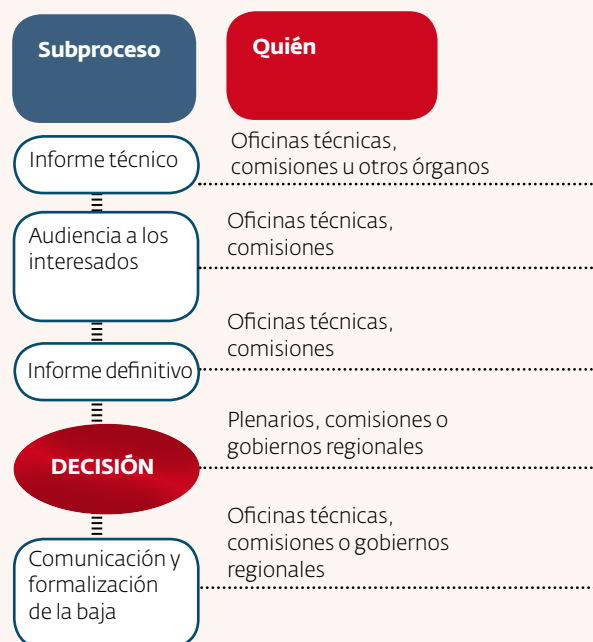 Subproceso
Quién
Informe técnico
Oficinas técnicas,
comisiones u otros órganos
Audiencia a los
interesados
Oficinas técnicas,
comisiones
Informe definitivo
Oficinas técnicas,
comisiones
DECISIÓN
Plenarios, comisiones o
gobiernos regionales
Comunicación y
formalización
de la baja
Oficinas técnicas,
comisiones o gobiernos
regionales